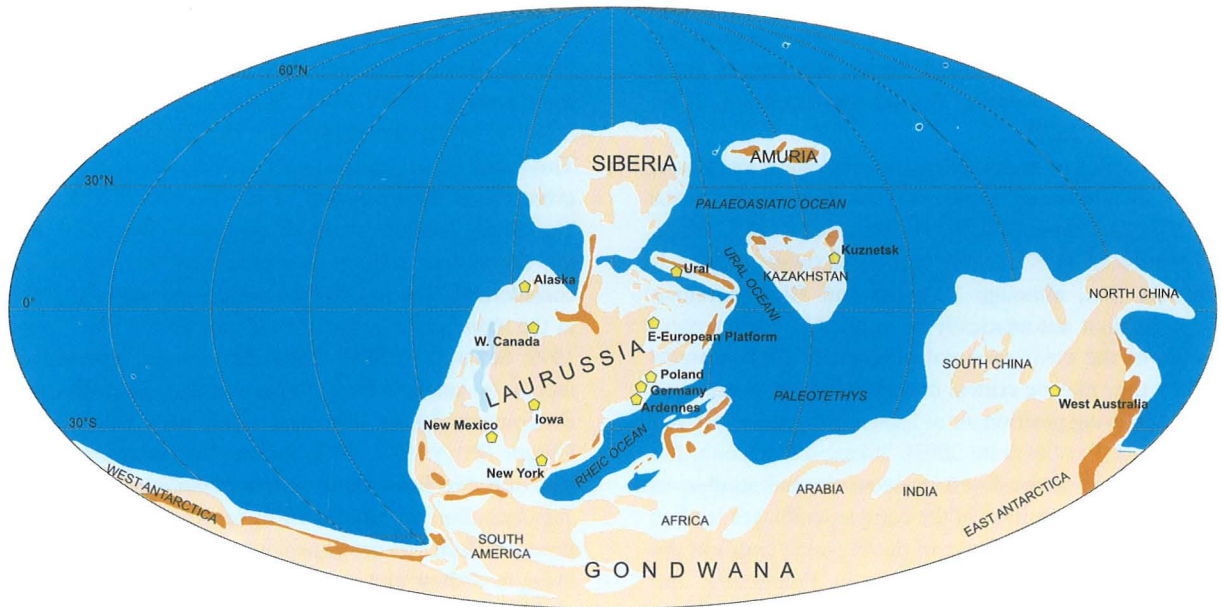 60°N
SIBERIA
AMURIA
30°N
PALAEOASIATIC OCEAN
Kuznetsk
Ural
URAL OCEANI
KAZAKHSTAN
Alaska
NORTH CHINA
0°
W. Canada
E-European Platform
LAURUSSIA
SOUTH CHINA
Poland
Germany
Ardennes
PALEOTETHYS
West Australia
Iowa
New Mexico
30°S
RHEIC OCEAN
New York
WEST ANTARCTICA
ARABIA
INDIA
EAST ANTARCTICA
AFRICA
SOUTH
AMERICA
GONDWANA